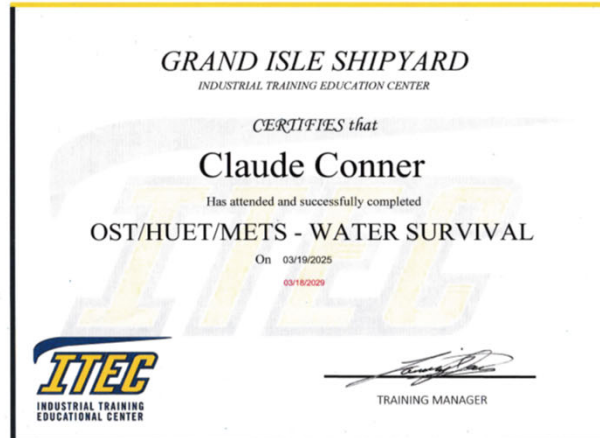 GRAND ISLE SHIPYARD
INDUSTRIAL TRAINING EDUCATION CENTER
CERTIFIES that
Claude Conner
Has attended and successfully completed
OST/HUET/METS - WATER SURVIVAL
On 03/19/2025
03/18/2029
ITEC
ITEC
INDUSTRIAL TRAINING
EDUCATIONAL CENTER
TRAINING MANAGER